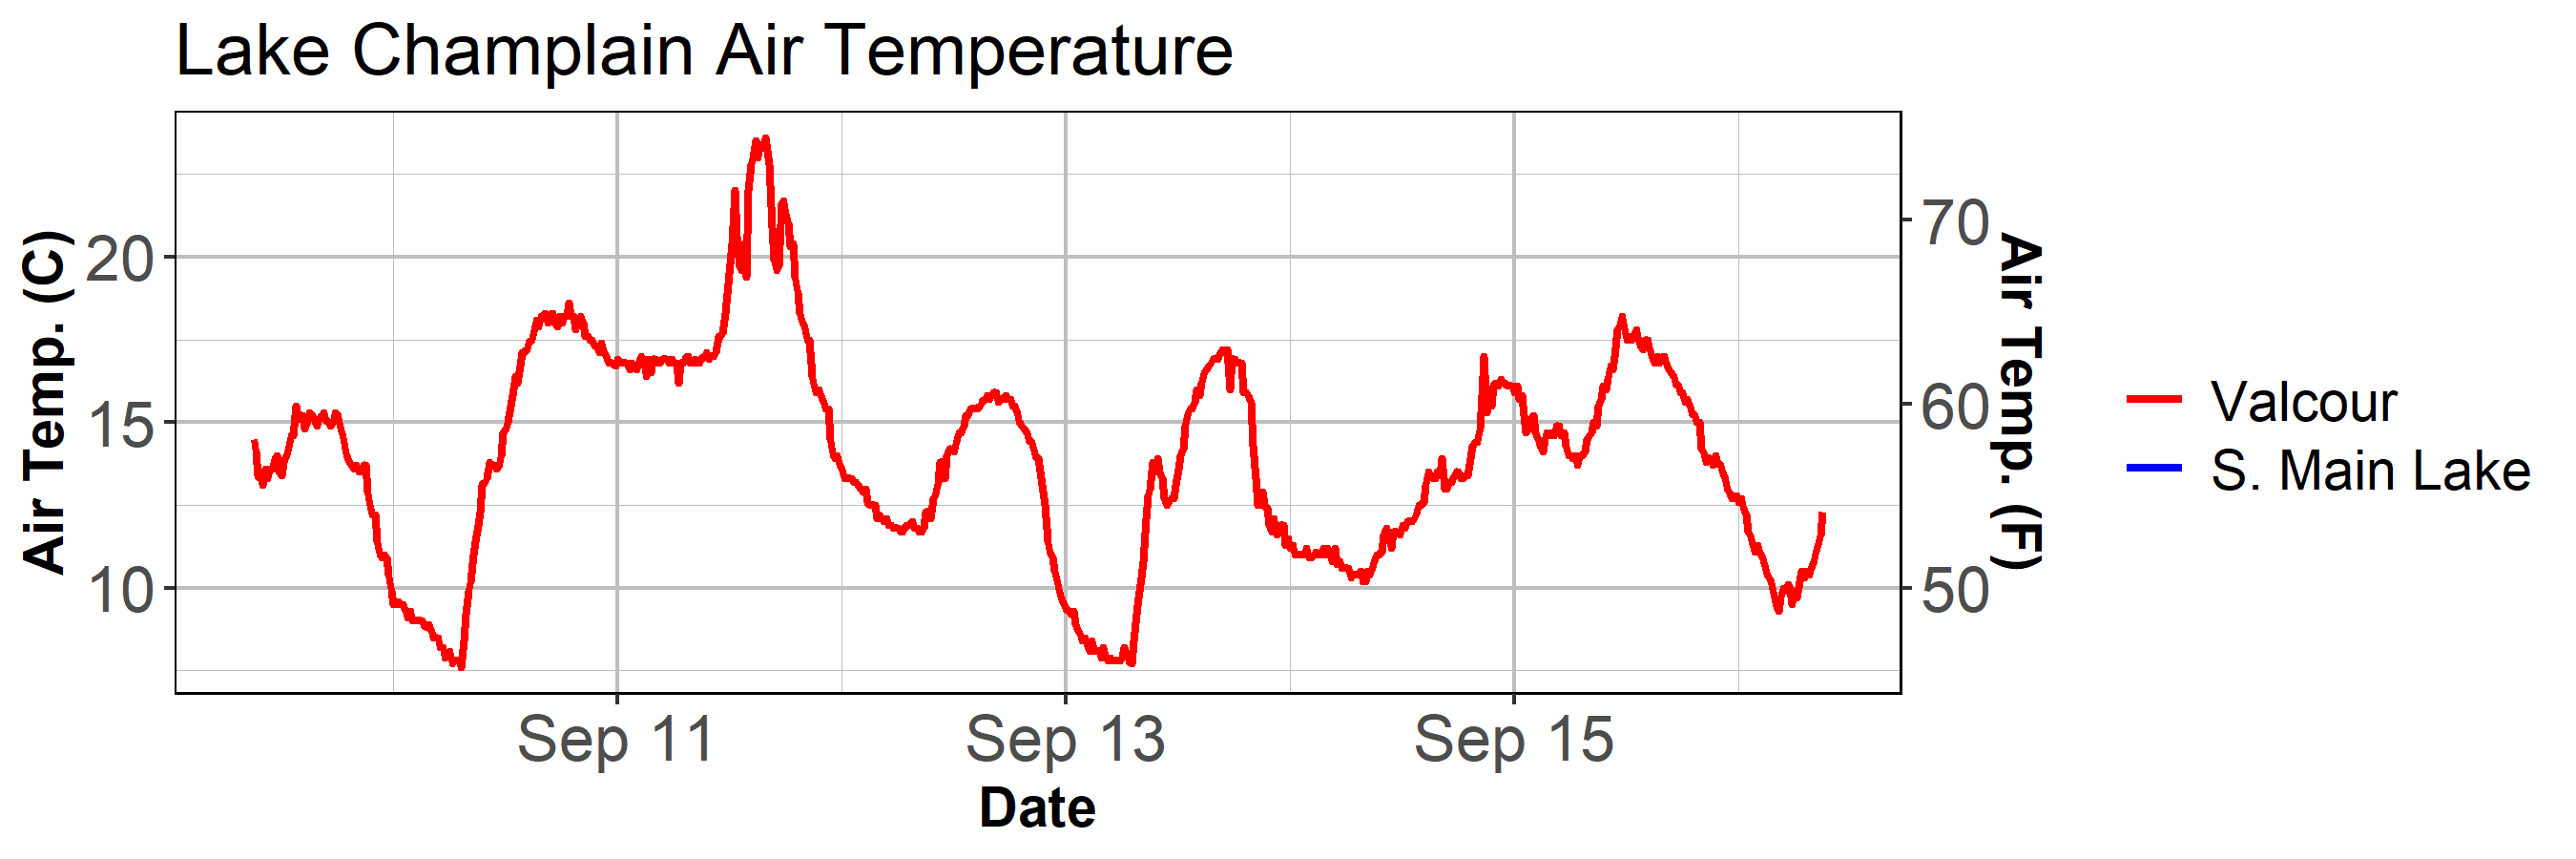 Lake Champlain Air Temperature
Air Temp. (C)
20
15
10
70
60
50
Air Temp. (F)
Sep 11
Sep 13
Sep 15
Date
Valcour
S. Main Lake